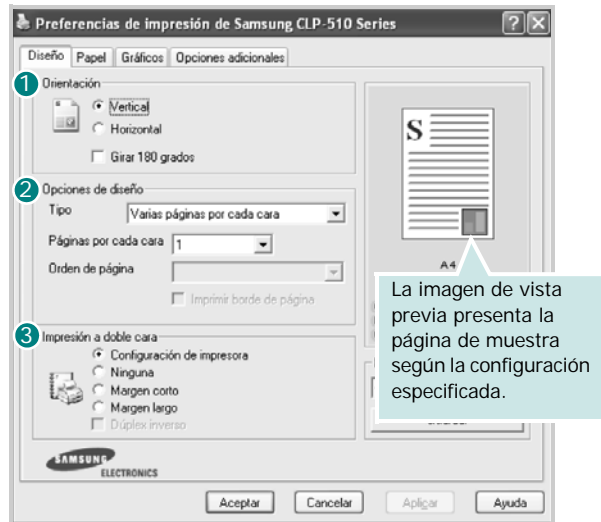 Preferencias de impresión de Samsung CLP-510 Series
Diseño Papel Gráficos Opciones adicionales
1 Orientación
Vertical
Horizontal
Girar 180 grados
2 Opciones de diseño
Tipo Varias páginas por cada cara
Páginas por cada cara 1
Orden de página
Imprimir borde de página
3 Impresión a doble cara
Configuración de impresora
Ninguna
Margen corto
Margen largo
Dúplex inverso
S
A4
La imagen de vista
previa presenta la
página de muestra
según la configuración
especificada.
SAMSUNG
ELECTRONICS
Aceptar Cancelar Aplicar Ayuda